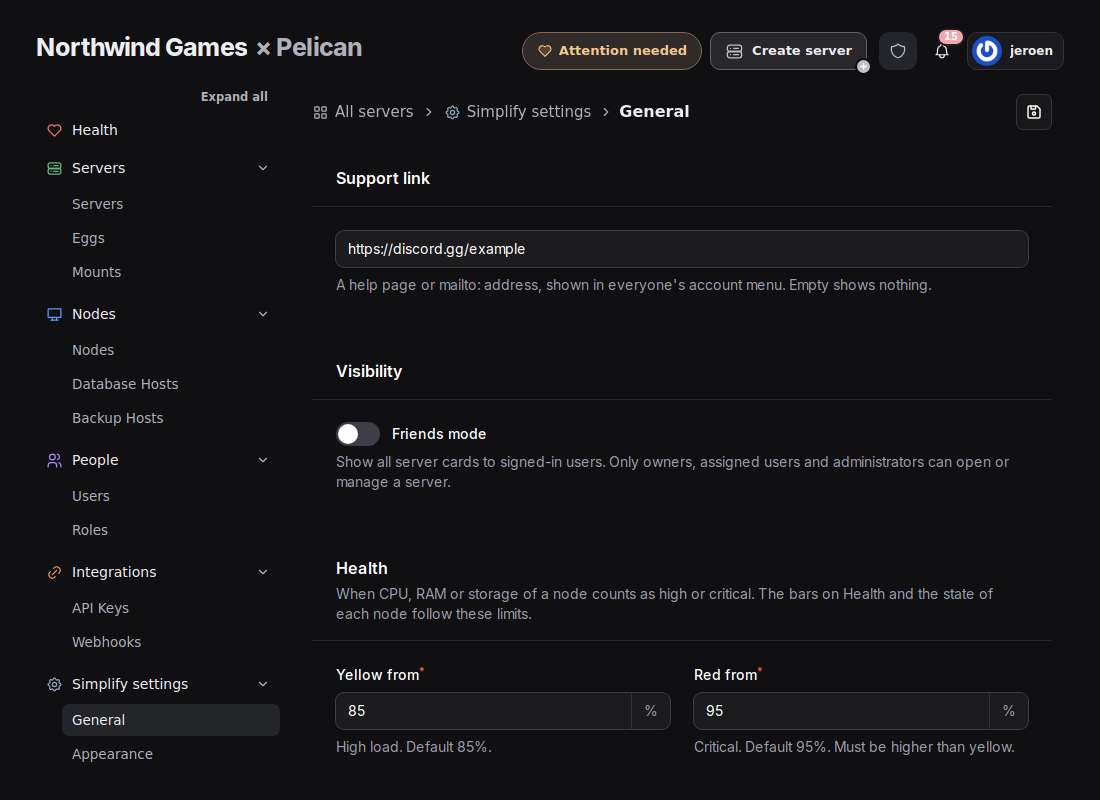 Northwind Games × Pelican
Attention needed
Create server
15
jeroen
Expand all
Health
Servers
Servers
Eggs
Mounts
Nodes
Nodes
Database Hosts
Backup Hosts
People
Users
Roles
Integrations
API Keys
Webhooks
Simplify settings
General
Appearance
All servers > Simplify settings > General
Support link
https://discord.gg/example
A help page or mailto: address, shown in everyone's account menu. Empty shows nothing.
Visibility
Friends mode
Show all server cards to signed-in users. Only owners, assigned users and administrators can open or
manage a server.
Health
When CPU, RAM or storage of a node counts as high or critical. The bars on Health and the state of
each node follow these limits.
Yellow from*
85 %
High load. Default 85%.
Red from*
95 %
Critical. Default 95%. Must be higher than yellow.